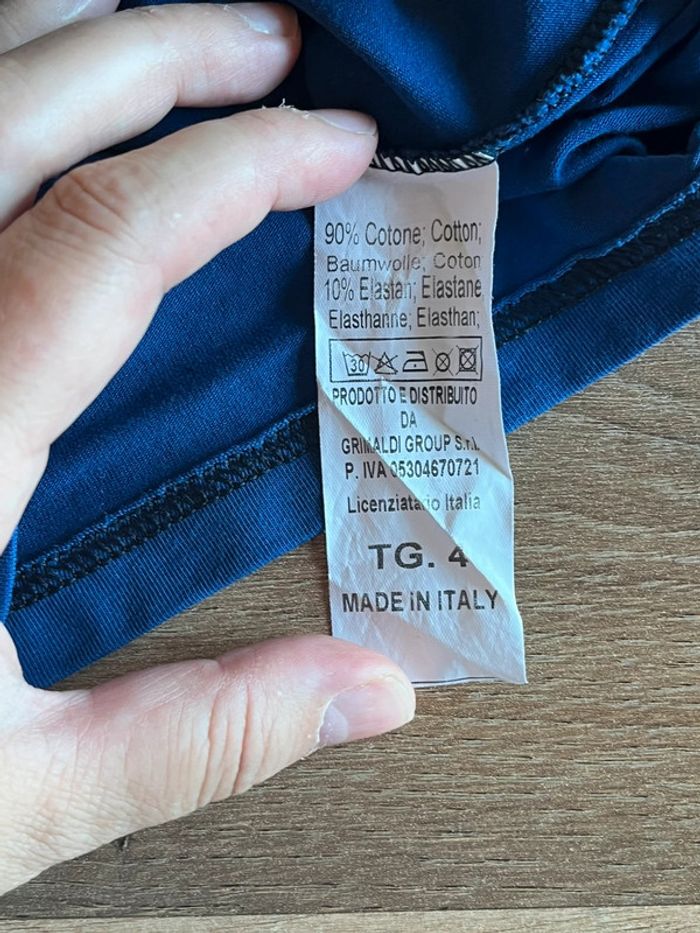 90% Cotone; Cotton;
Baumwolle; Coton
10% Elastan; Elastane
Elasthanne; Elasthan;
30
PRODOTTO E DISTRIBUITO
DA
GRIMALDI GROUP S.r.l.
P. IVA 05304670721
Licenziatario Italia
TG. 4
MADE IN ITALY